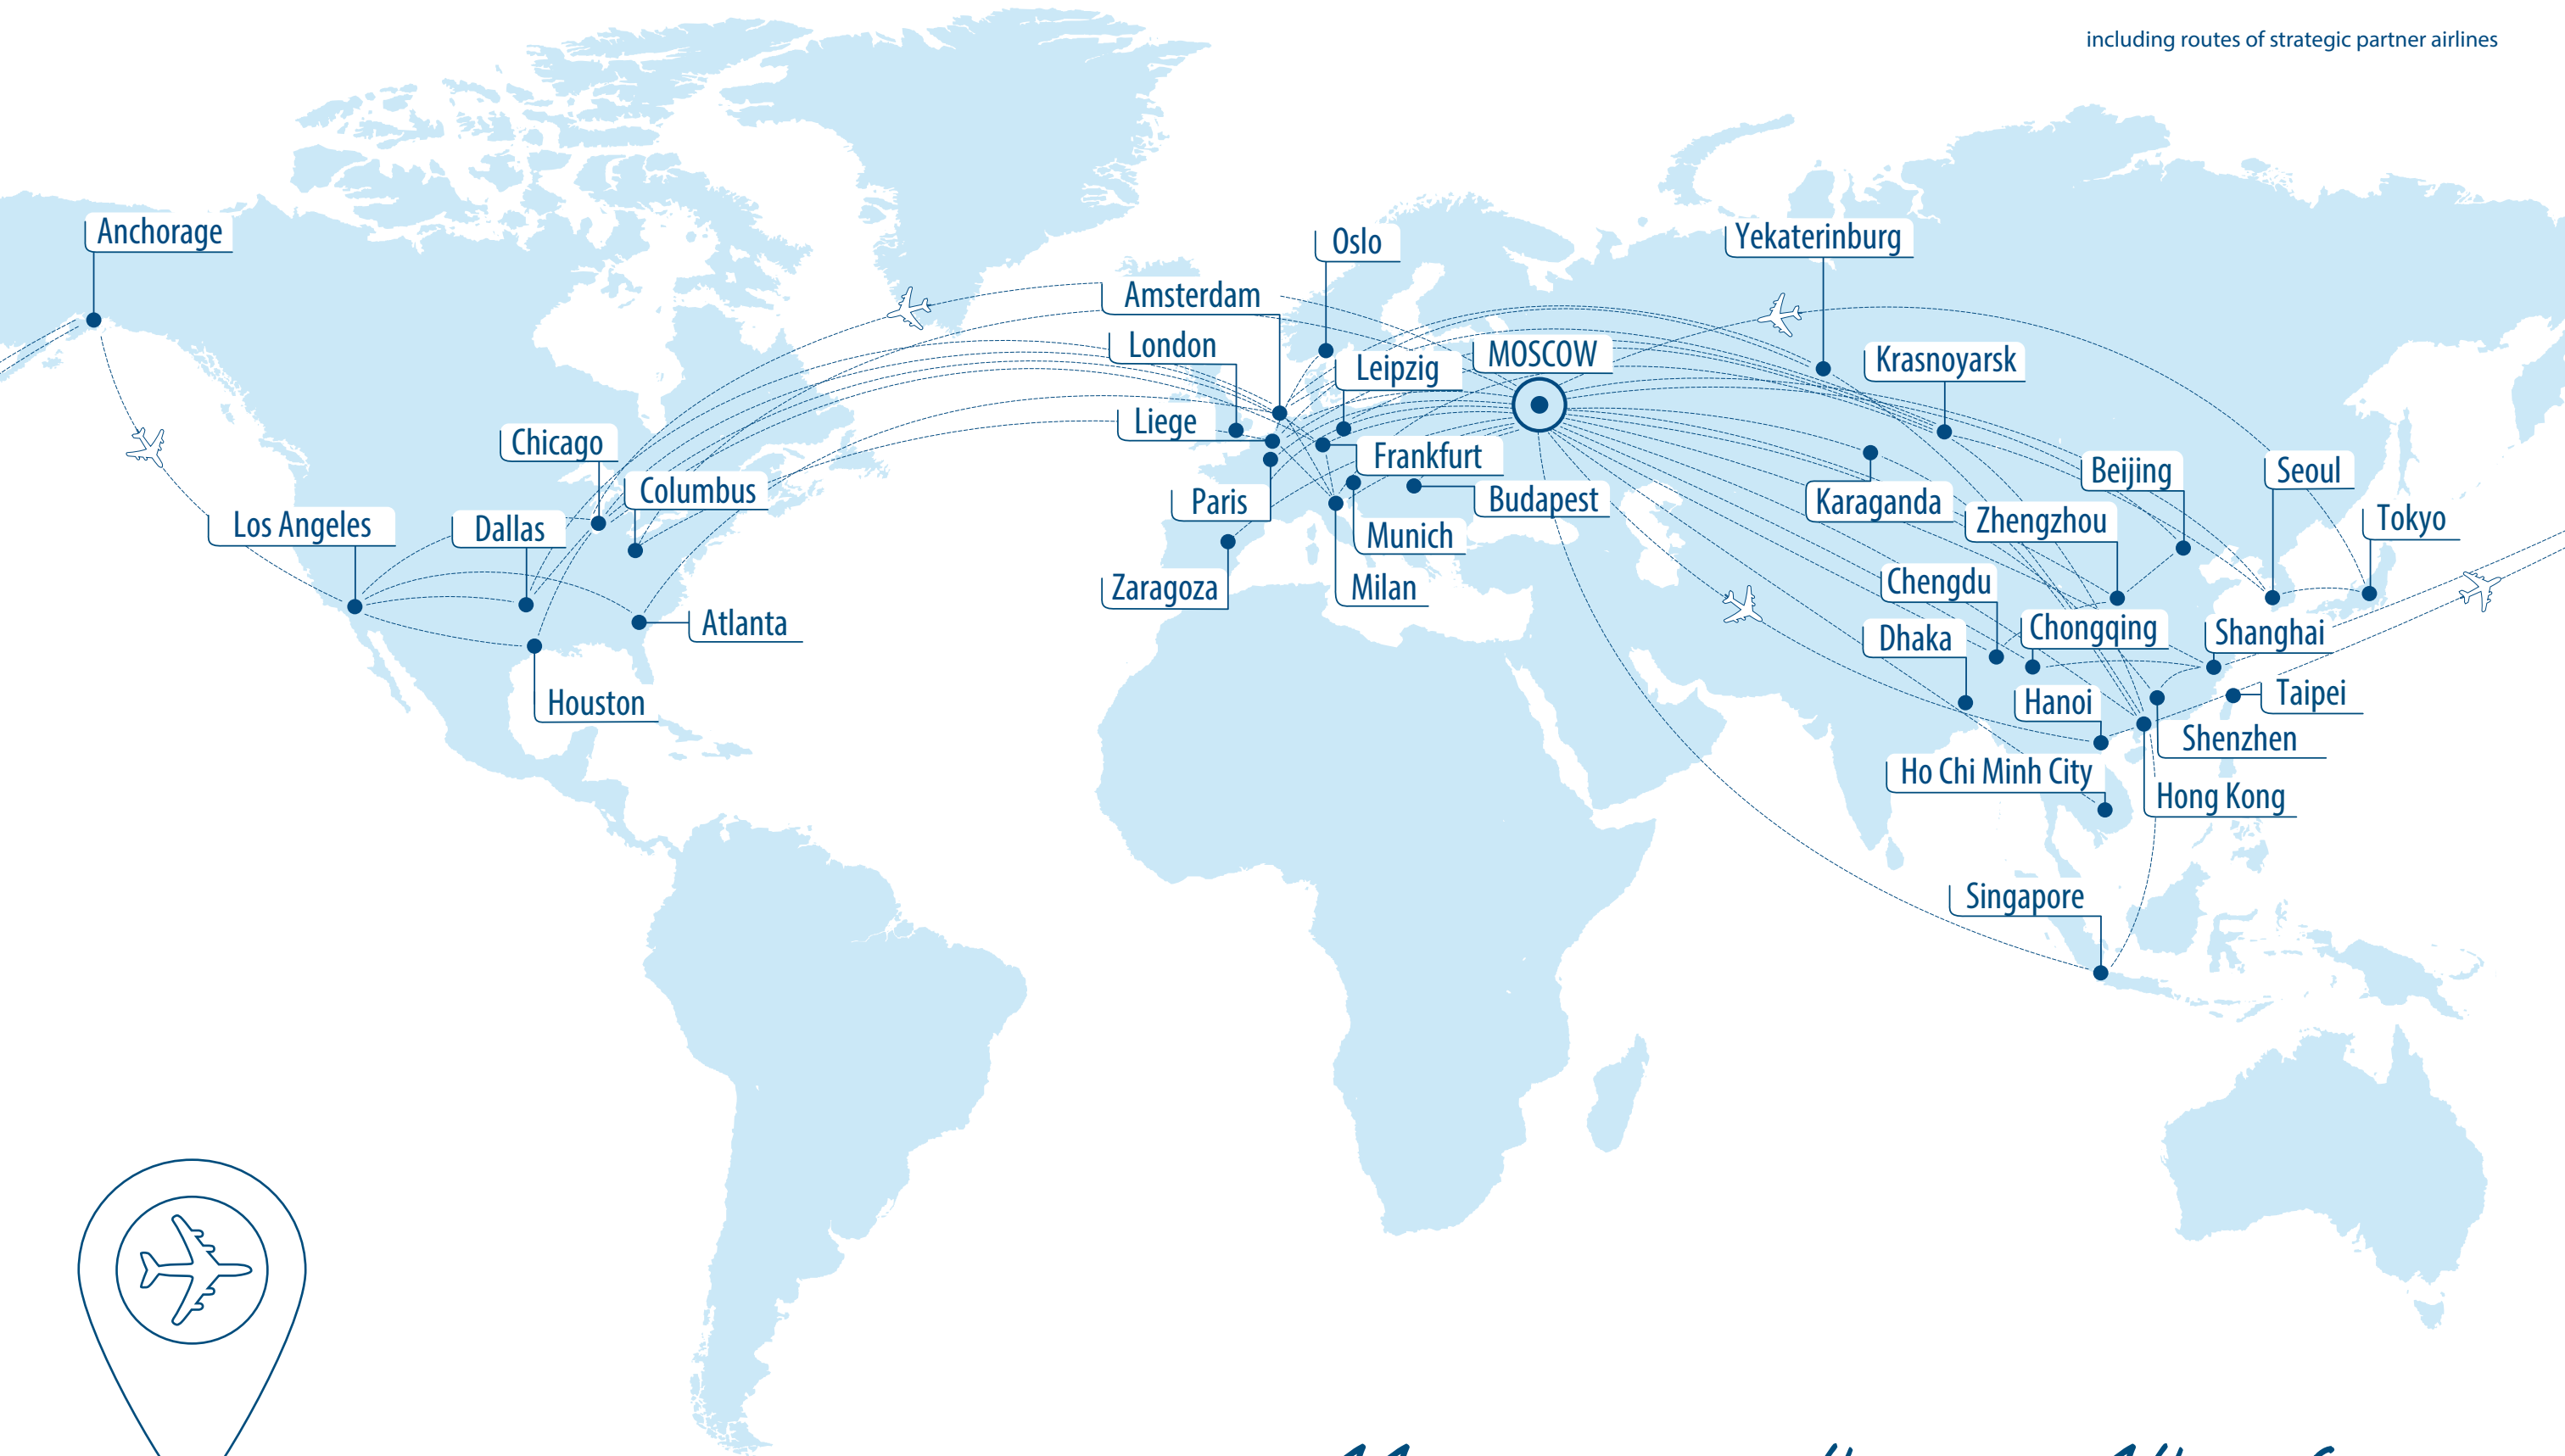 including routes of strategic partner airlines
Anchorage
Oslo
Yekaterinburg
Amsterdam
London
MOSCOW
Leipzig
Krasnoyarsk
Liege
Chicago
Frankfurt
Columbus
Beijing
Seoul
Paris
Budapest
Karaganda
Los Angeles
Dallas
Zhengzhou
Tokyo
Munich
Zaragoza
Milan
Chengdu
Atlanta
Dhaka
Chongqing
Shanghai
Houston
Hanoi
Taipei
Shenzhen
Ho Chi Minh City
Hong Kong
Singapore